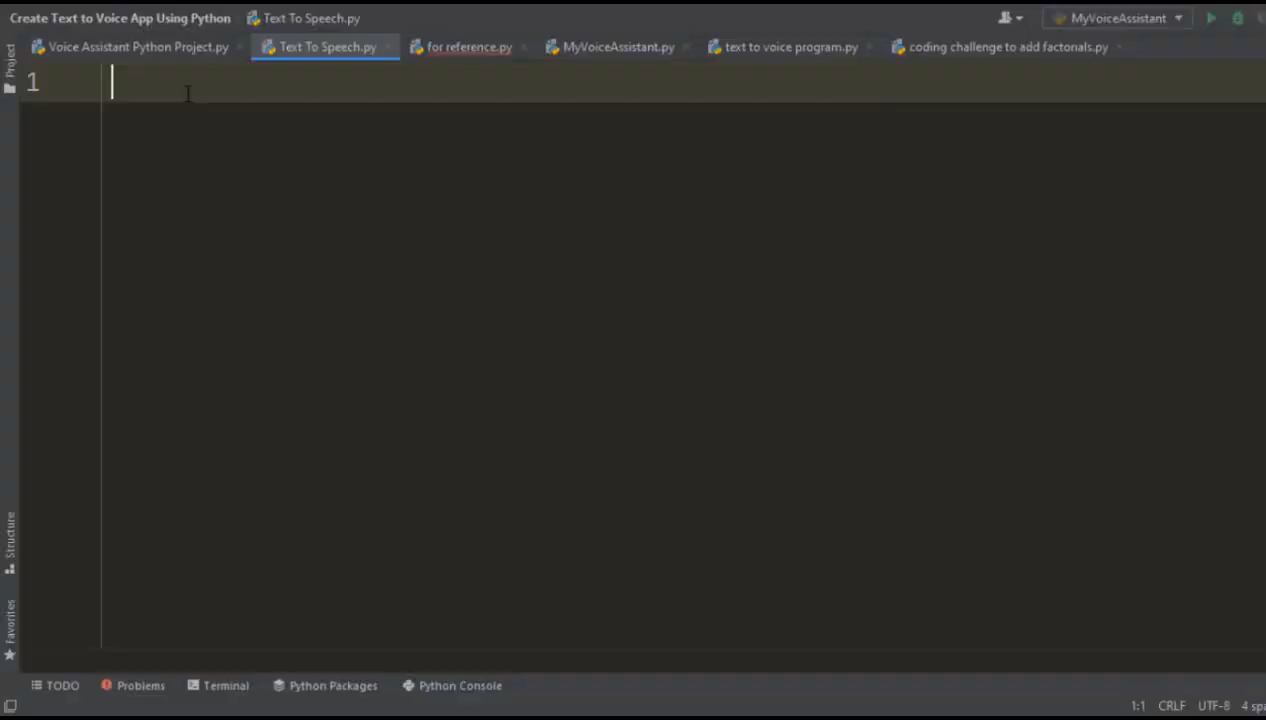 Create Text to Voice App Using Python Text To Speech.py MyVoiceAssistant
Voice Assistant Python Project.py Text To Speech.py for reference.py MyVoiceAssistant.py text to voice program.py coding challenge to add factorials.py
Project
1
Structure
Favorites
TODO Problems Terminal Python Packages Python Console
1:1 CRLF UTF-8 4 spa